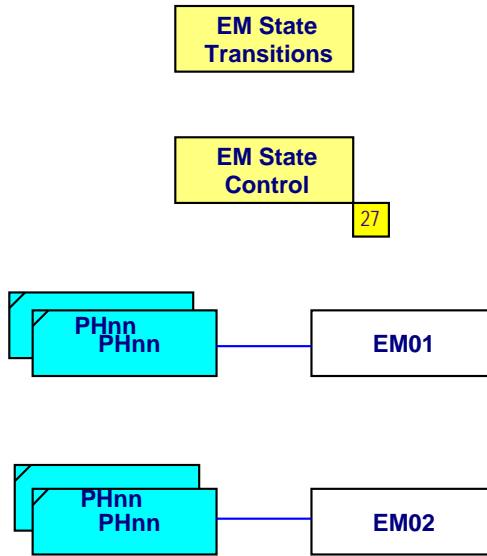 EM State
Transitions
EM State
Control
27
PHnn
PHnn
EM01
PHnn
PHnn
EM02